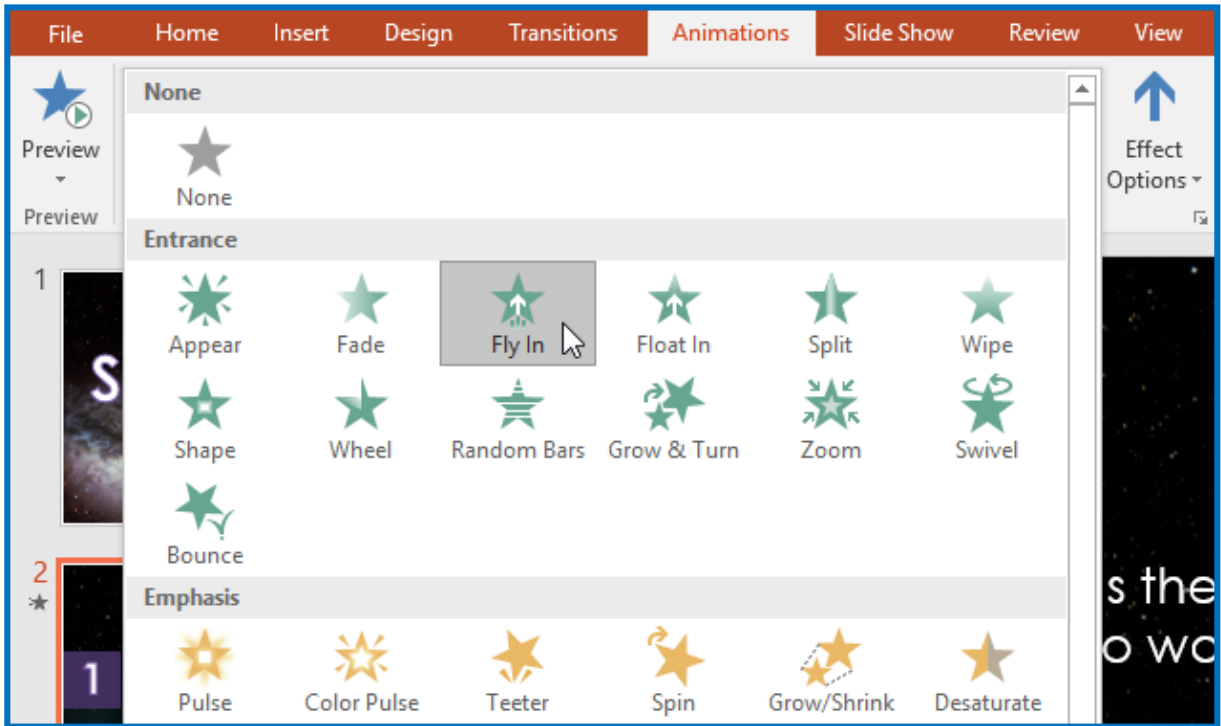 File Home Insert Design Transitions Animations Slide Show Review View
Preview
Preview
None
None
Entrance
Appear Fade Fly In Float In Split Wipe
Shape Wheel Random Bars Grow & Turn Zoom Swivel
Bounce
Emphasis
Pulse Color Pulse Teeter Spin Grow/Shrink Desaturate
Effect
Options
1
S
2
1
s the
o wo